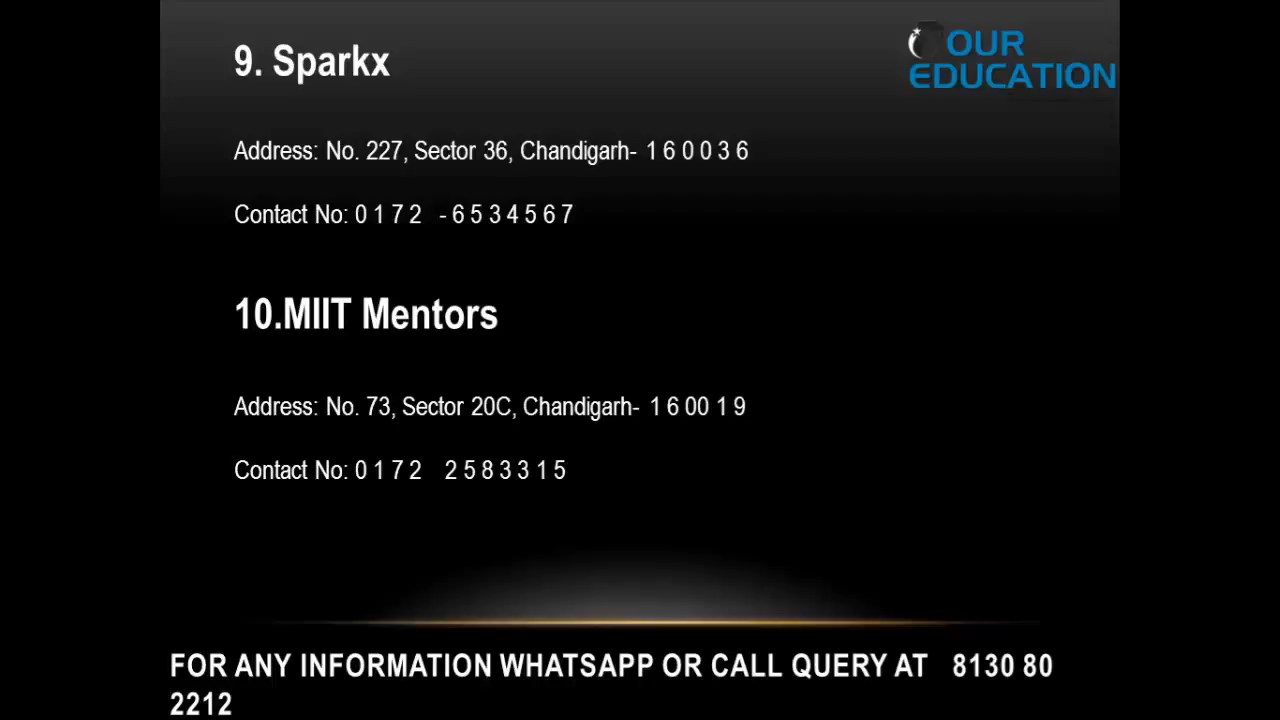 9. Sparkx
OUR
EDUCATION
Address: No. 227, Sector 36, Chandigarh- 1 6 0 0 3 6
Contact No: 0 1 7 2 - 6 5 3 4 5 6 7
10.MIIT Mentors
Address: No. 73, Sector 20C, Chandigarh- 1 6 00 1 9
Contact No: 0 1 7 2 2 5 8 3 3 1 5
FOR ANY INFORMATION WHATSAPP OR CALL QUERY AT 8130 80
2212